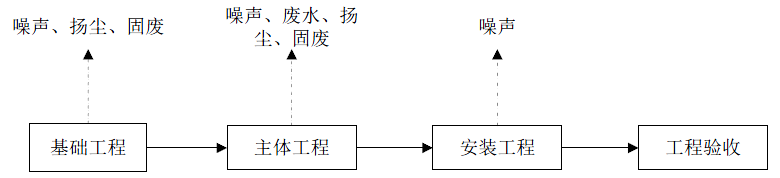 噪声、扬尘、固废
噪声、废水、扬
尘、固废
噪声
基础工程
主体工程
安装工程
工程验收